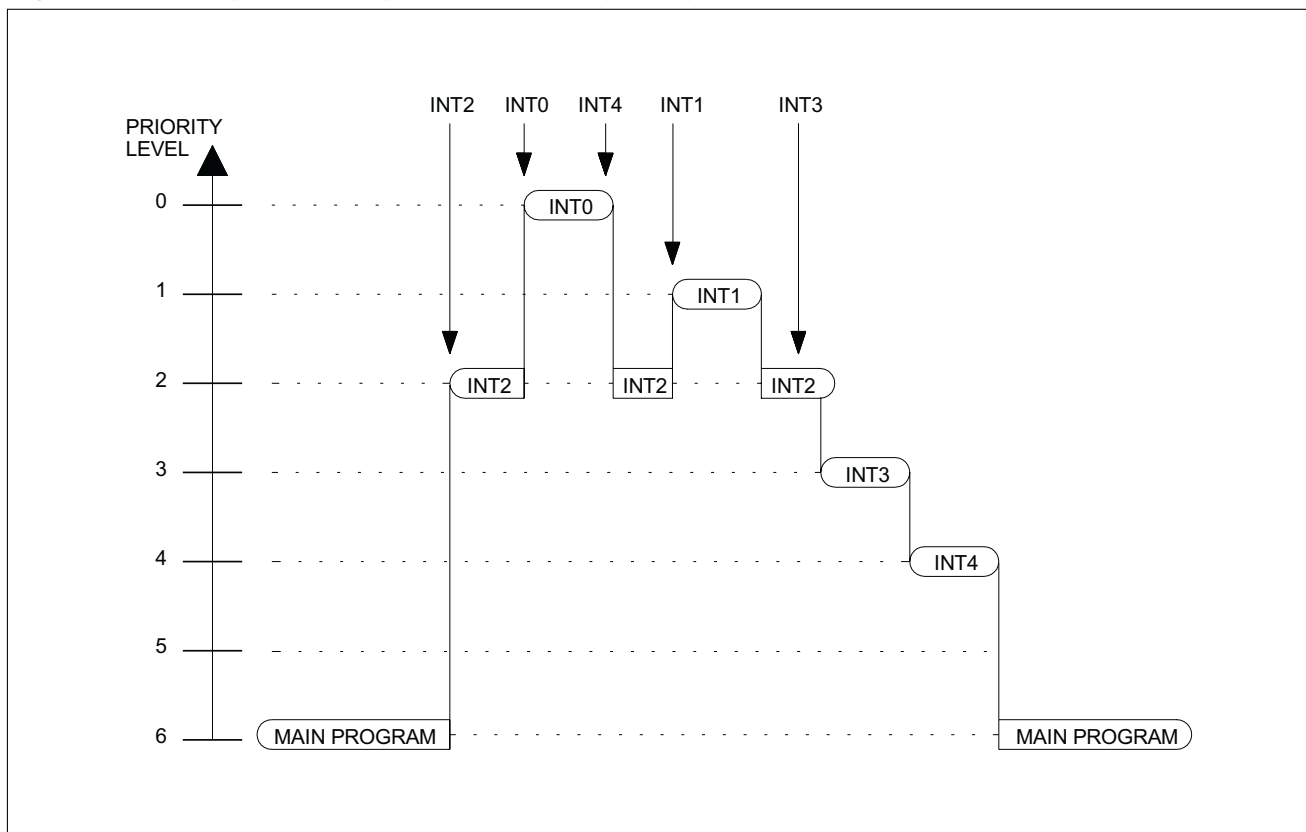 INT2 INT0 INT4 INT1 INT3
PRIORITY
LEVEL
0
INT0
1
INT1
2
INT2
INT2
INT2
3
INT3
4
INT4
5
6
MAIN PROGRAM
MAIN PROGRAM